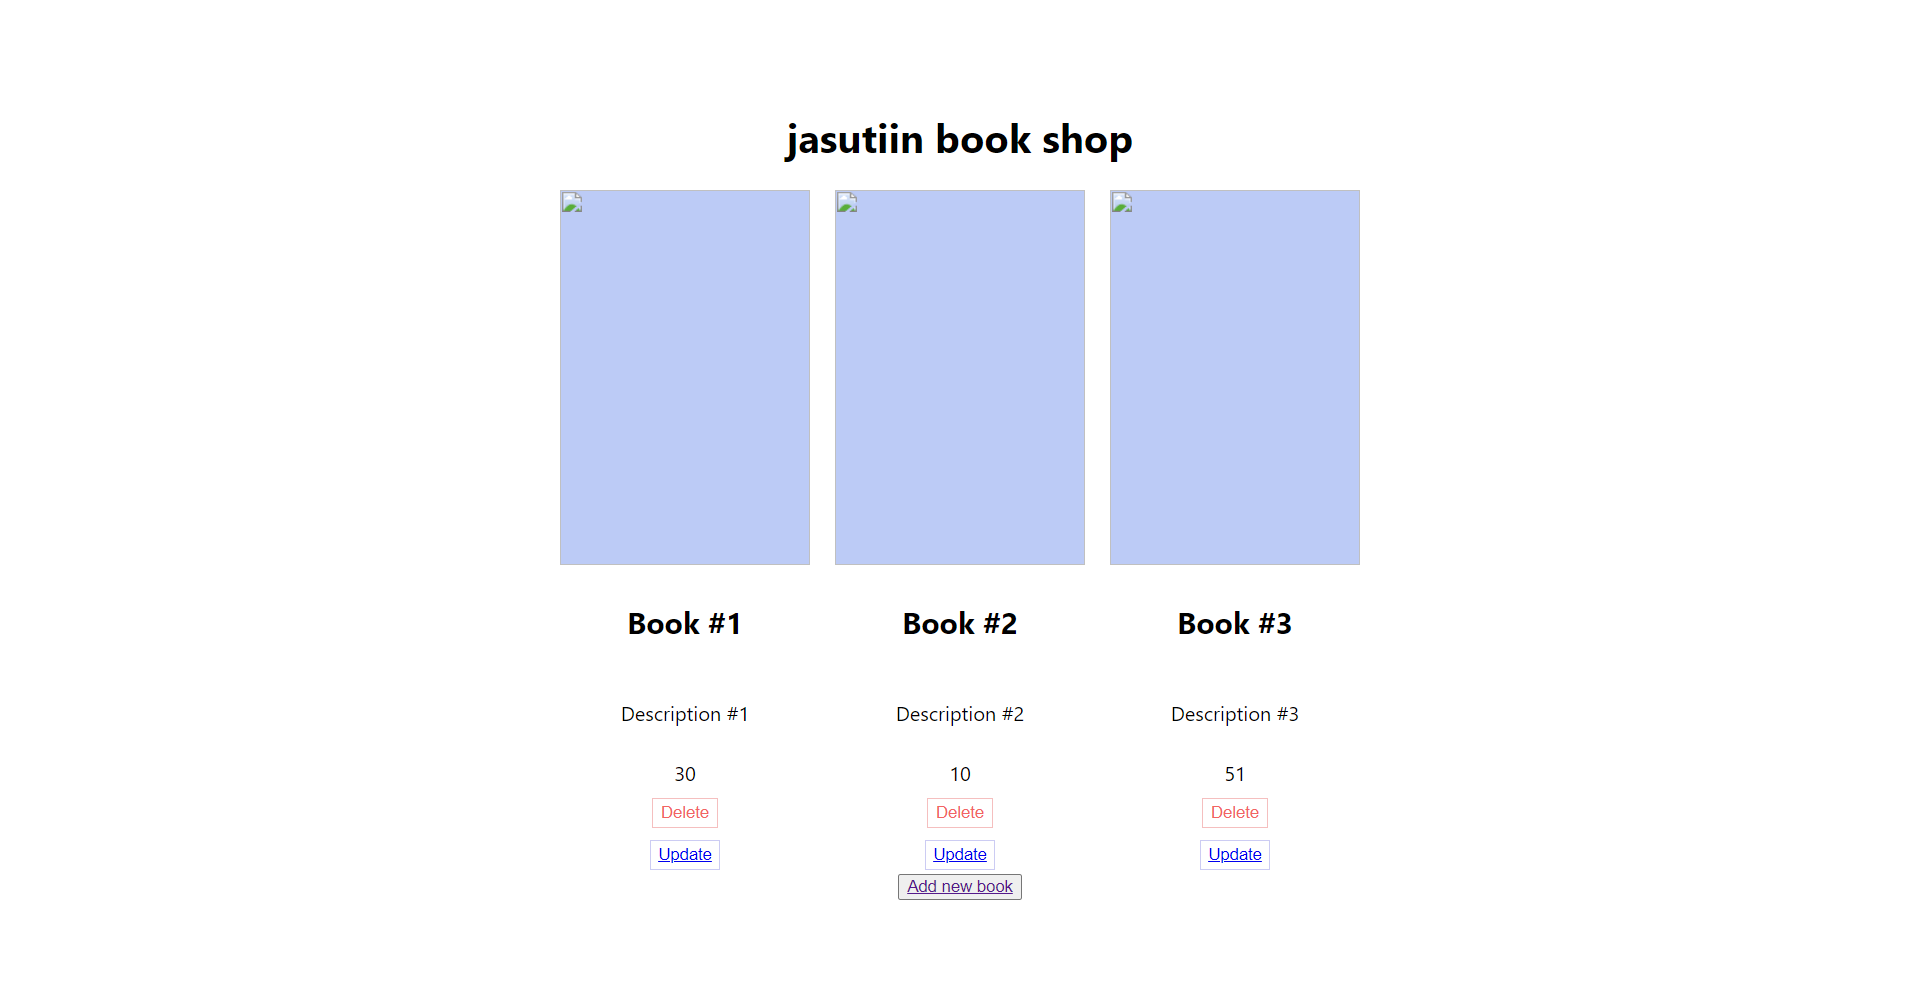 jasutiin book shop
Book #1
Book #2
Book #3
Description #1
Description #2
Description #3
30
10
51
Delete
Delete
Delete
Update
Update
Update
Add new book